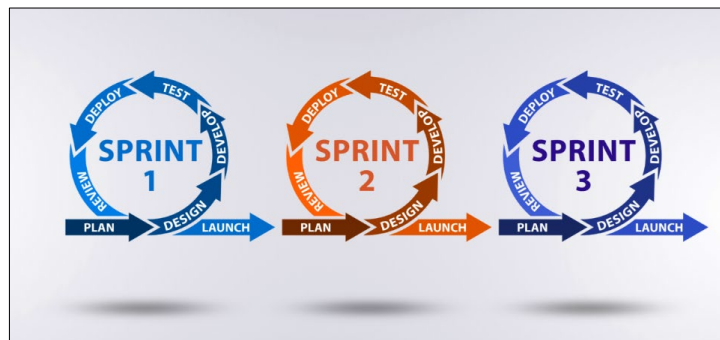 SPRINT
1
PLAN
DESIGN
DEVELOP
TEST
DEPLOY
REVIEW
LAUNCH
SPRINT
2
PLAN
DESIGN
DEVELOP
TEST
DEPLOY
REVIEW
LAUNCH
SPRINT
3
PLAN
DESIGN
DEVELOP
TEST
DEPLOY
REVIEW
LAUNCH